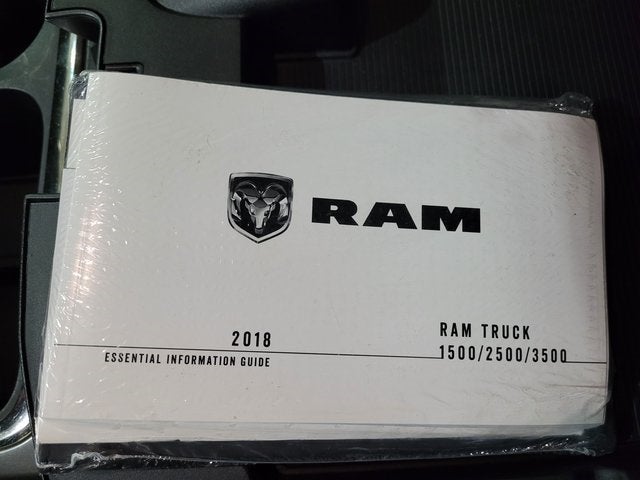 RAM
2018
ESSENTIAL INFORMATION GUIDE
RAM TRUCK
1500/2500/3500